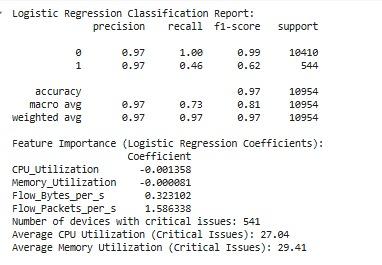 Logistic Regression Classification Report:
precision recall f1-score support
0 0.97 1.00 0.99 10410
1 0.97 0.46 0.62 544
accuracy 0.97 10954
macro avg 0.97 0.73 0.81 10954
weighted avg 0.97 0.97 0.97 10954
Feature Importance (Logistic Regression Coefficients):
Coefficient
CPU_Utilization -0.001358
Memory_Utilization -0.000081
Flow_Bytes_per_s 0.323102
Flow_Packets_per_s 1.586338
Number of devices with critical issues: 541
Average CPU Utilization (Critical Issues): 27.04
Average Memory Utilization (Critical Issues): 29.41